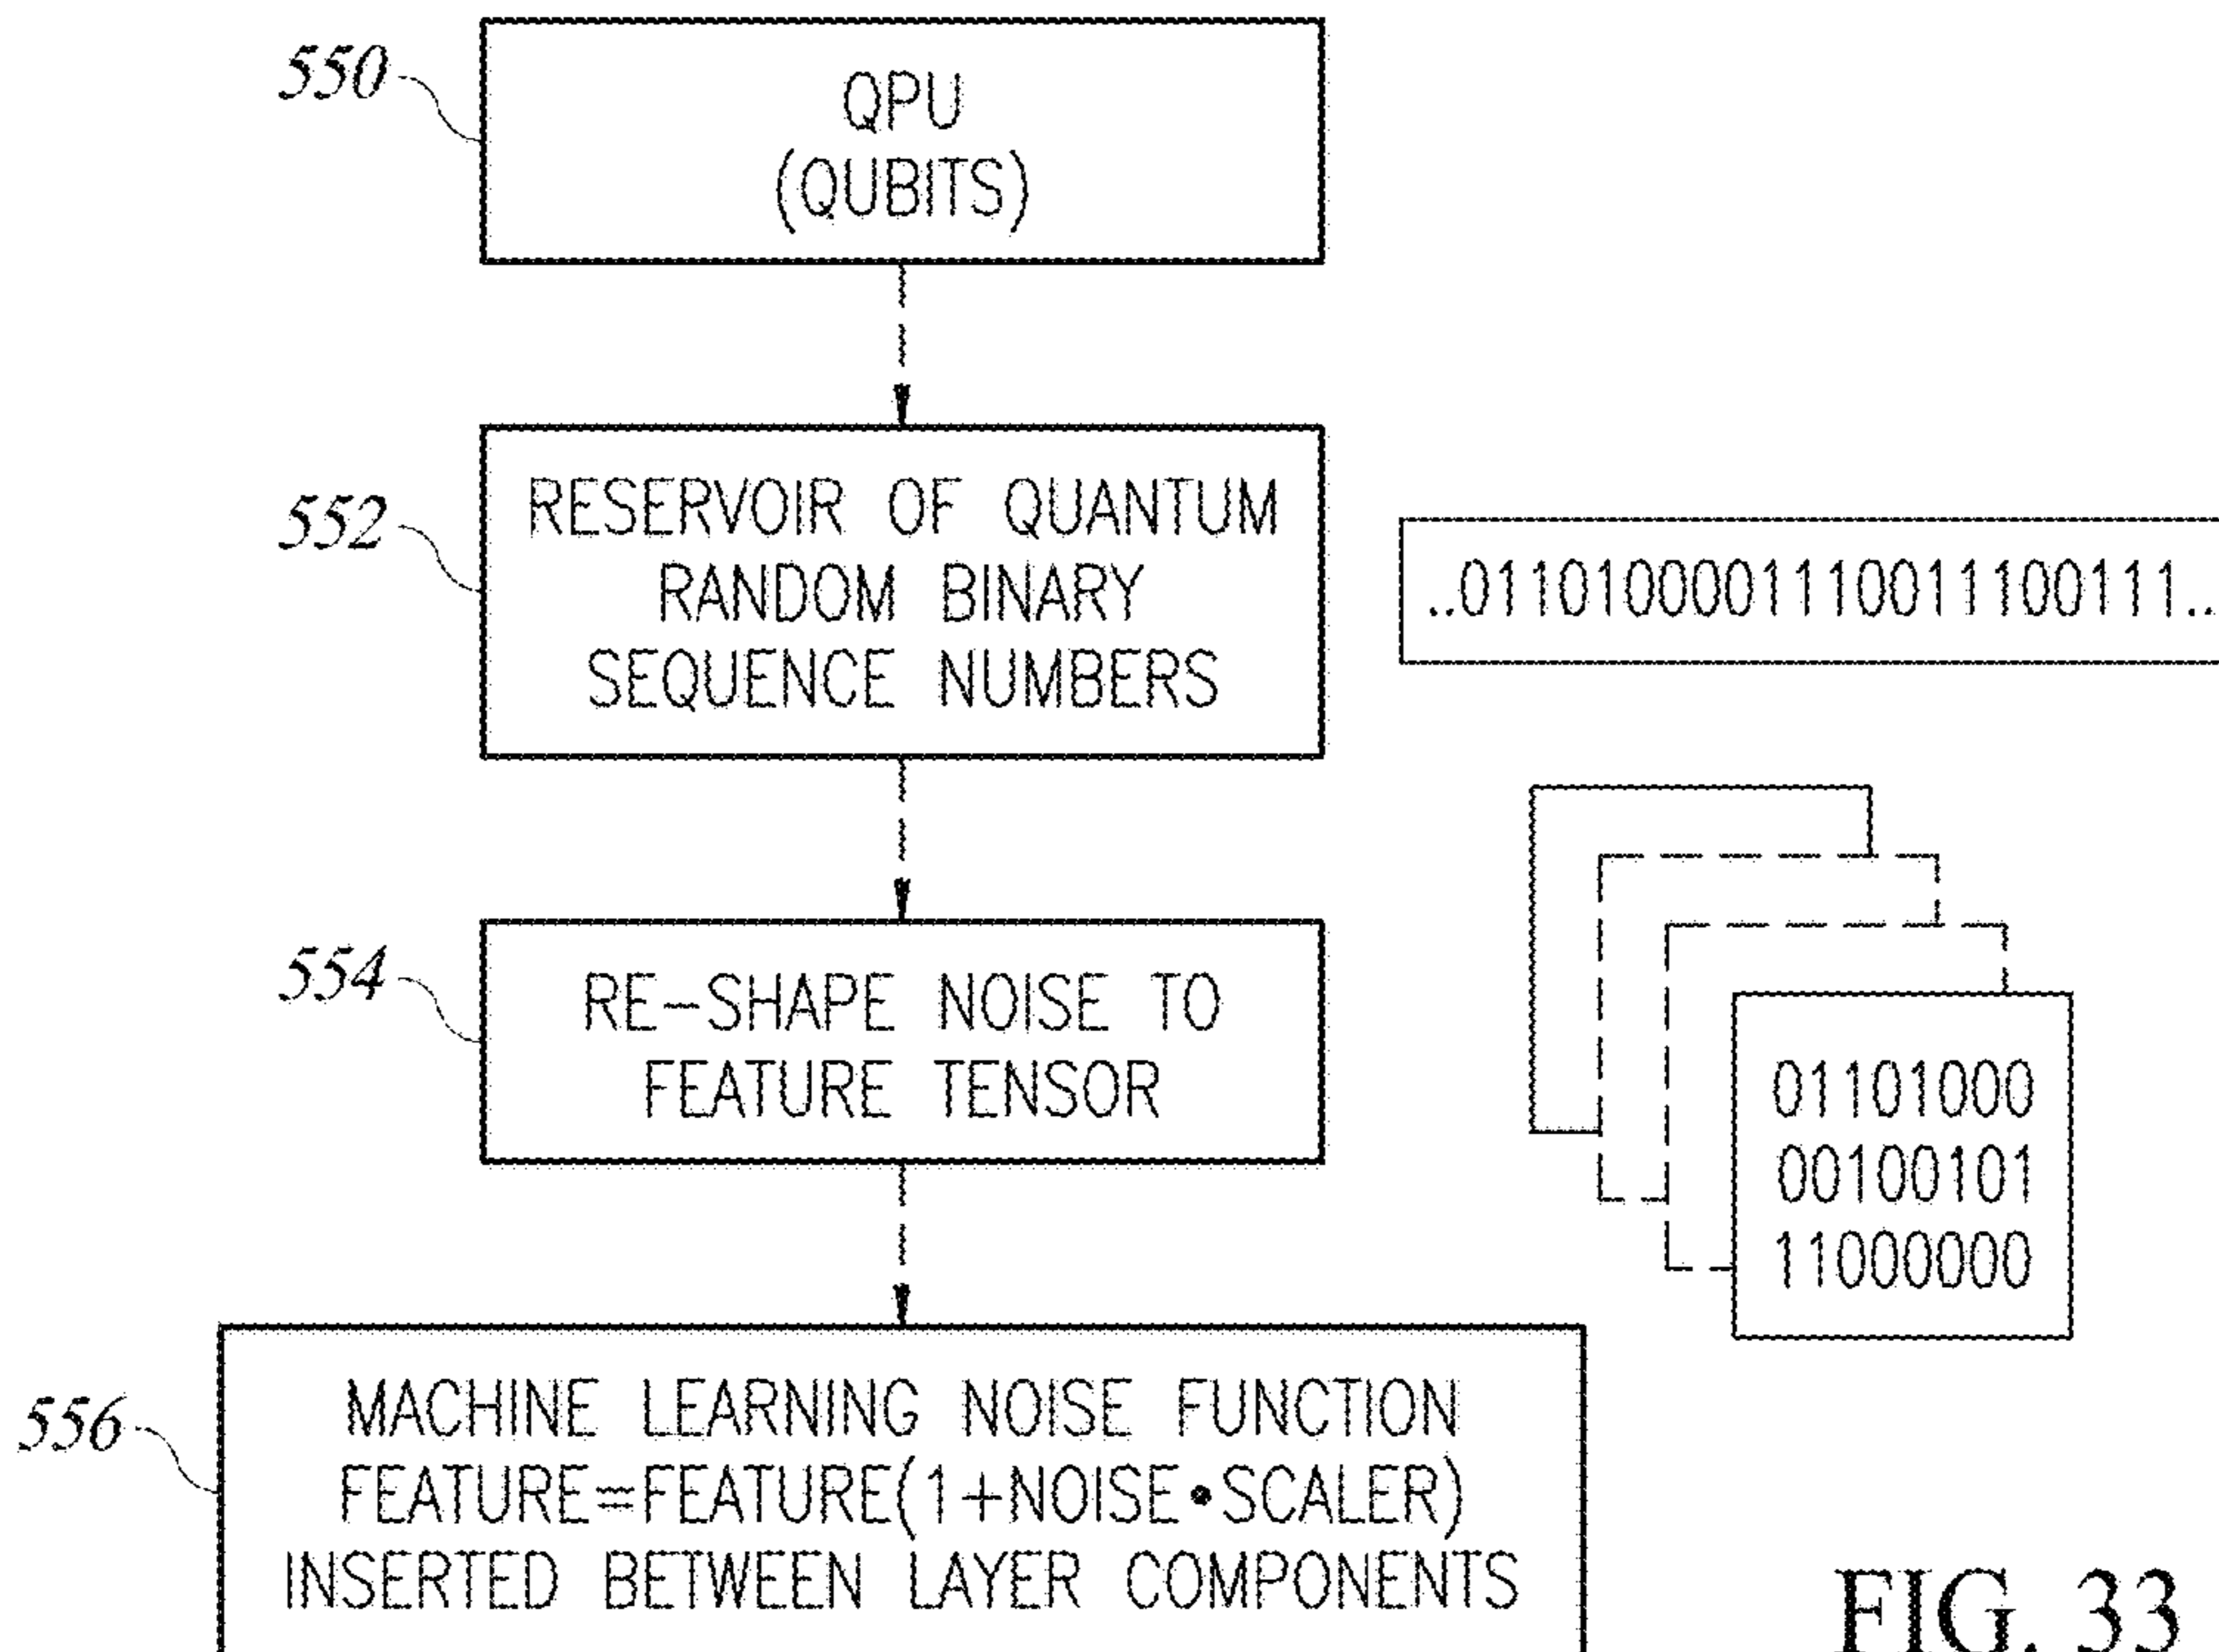 550
QPU
(QUBITS)
552
RESERVOIR OF QUANTUM
RANDOM BINARY
SEQUENCE NUMBERS
..0110100001110011100111..
554
RE-SHAPE NOISE TO
FEATURE TENSOR
01101000
00100101
11000000
556
MACHINE LEARNING NOISE FUNCTION
FEATURE=FEATURE(1+NOISE•SCALER)
INSERTED BETWEEN LAYER COMPONENTS
FIG. 33